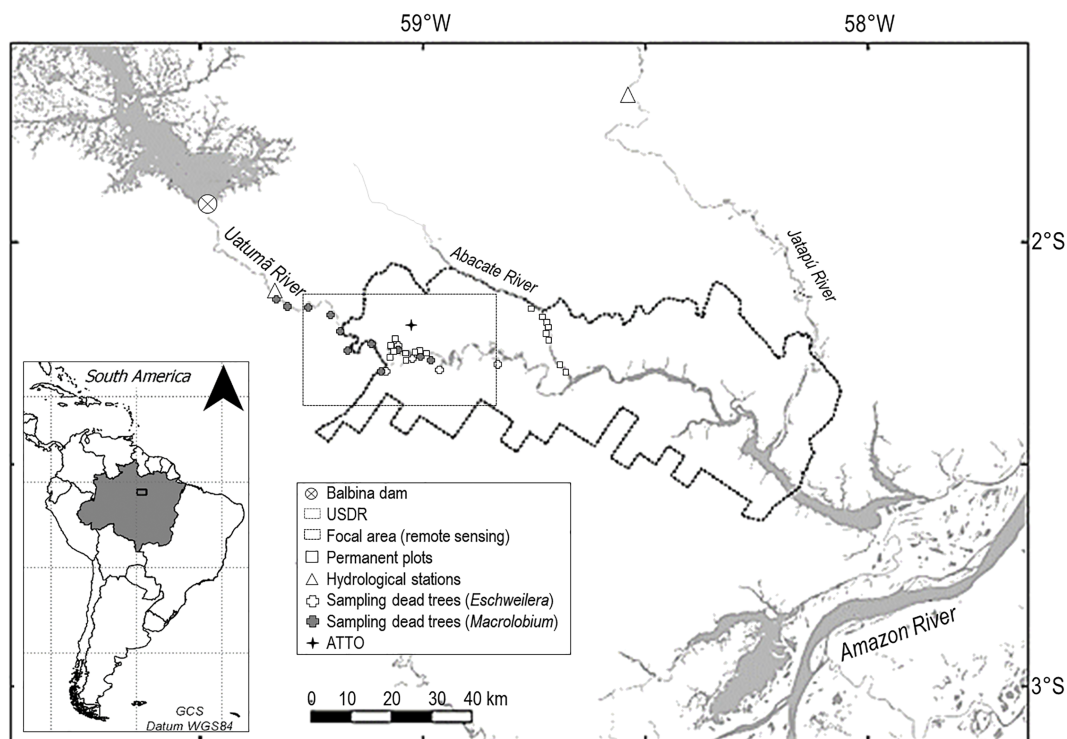 59°W
58°W
2°S
3°S
Uatumã River
Abacate River
Jatapú River
Amazon River
South America
GCS
Datum WGS84
Balbina dam
USDR
Focal area (remote sensing)
Permanent plots
Hydrological stations
Sampling dead trees (Eschweilera)
Sampling dead trees (Macrolobium)
ATTO
0 10 20 30 40 km